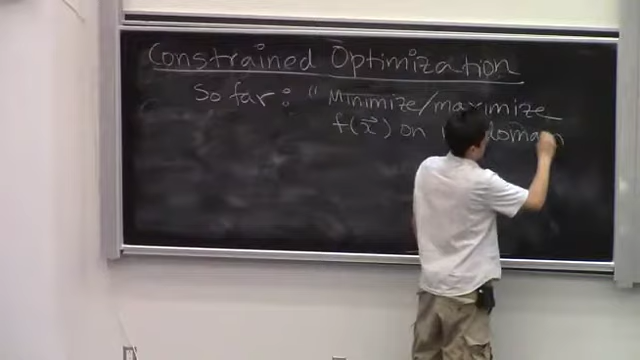 Constrained Optimization
So far: "Minimize/maximize
f(x⃗) on domain